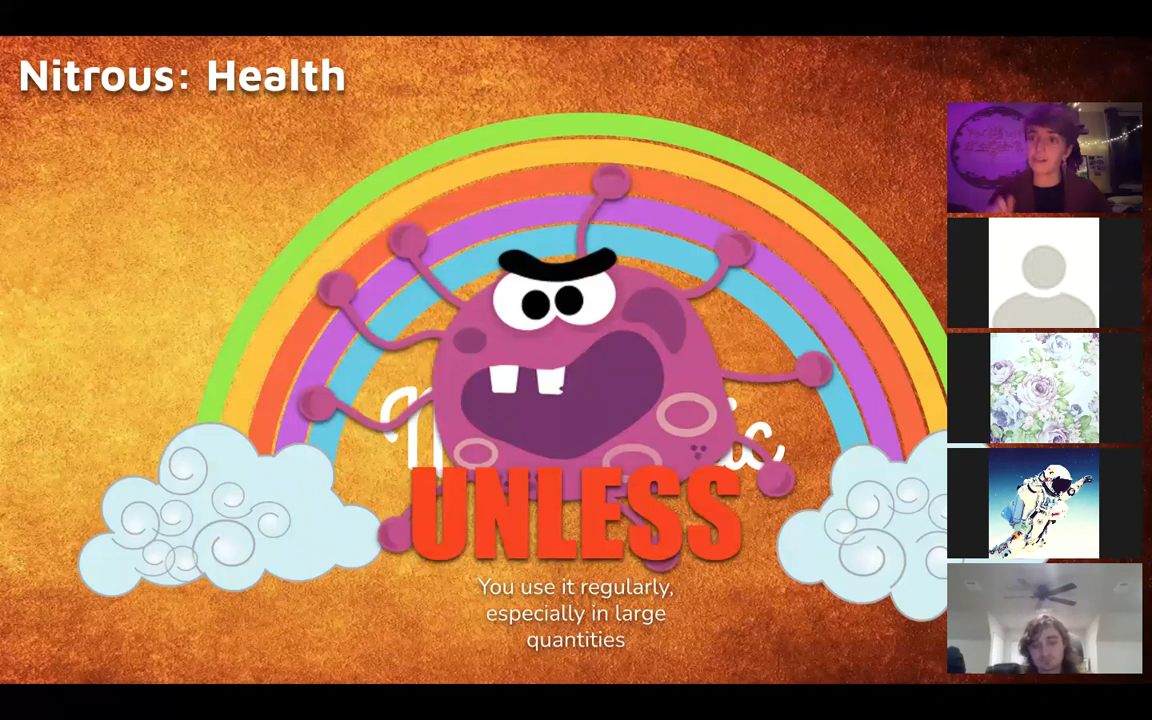 Nitrous: Health
UNLESS
You use it regularly,
especially in large
quantities